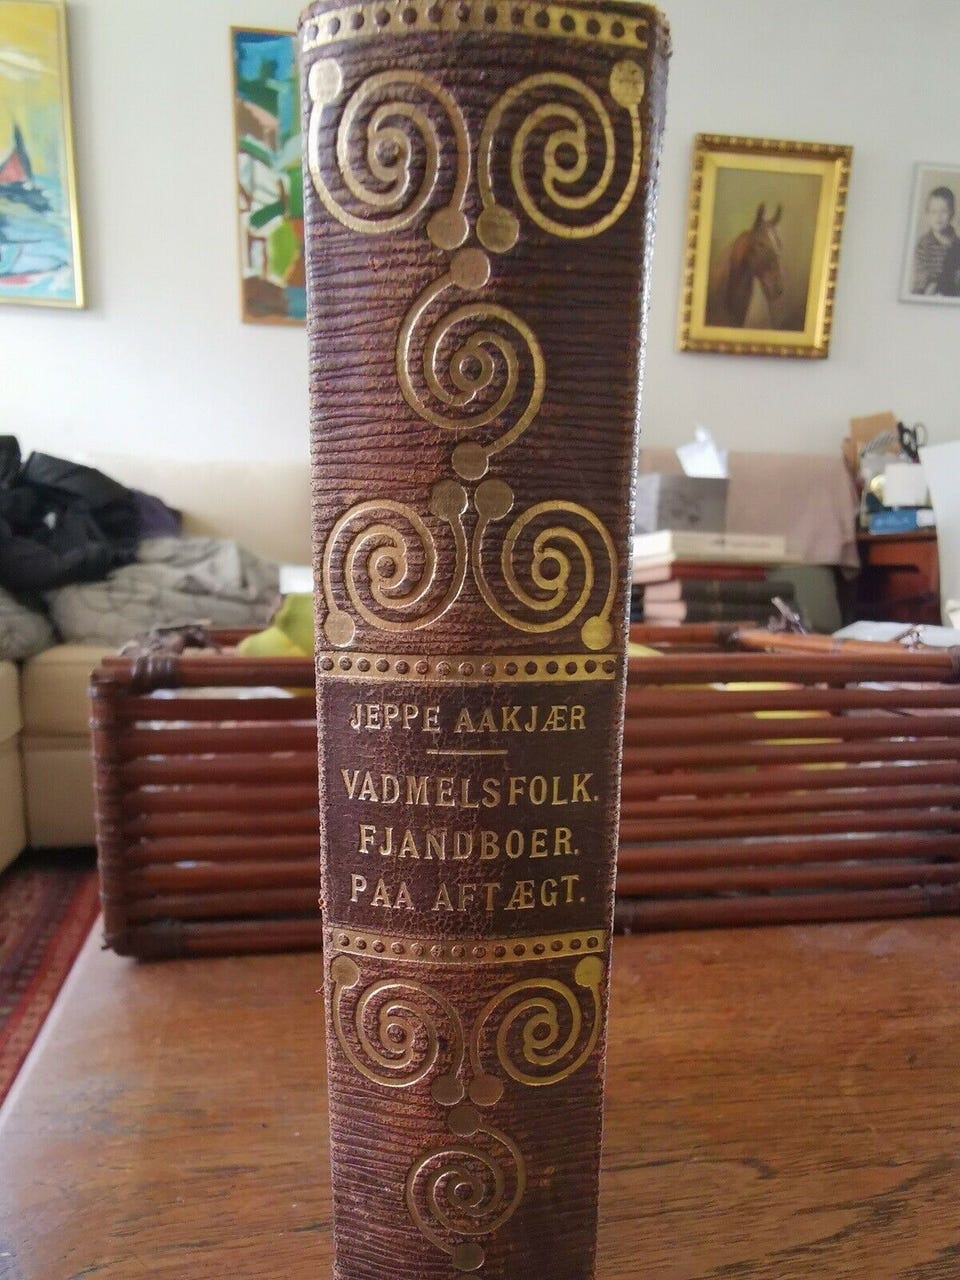 JEPPE AAKJÆR
VADMELSFOLK.
FJANDBOER.
PAA AFTÆGT.